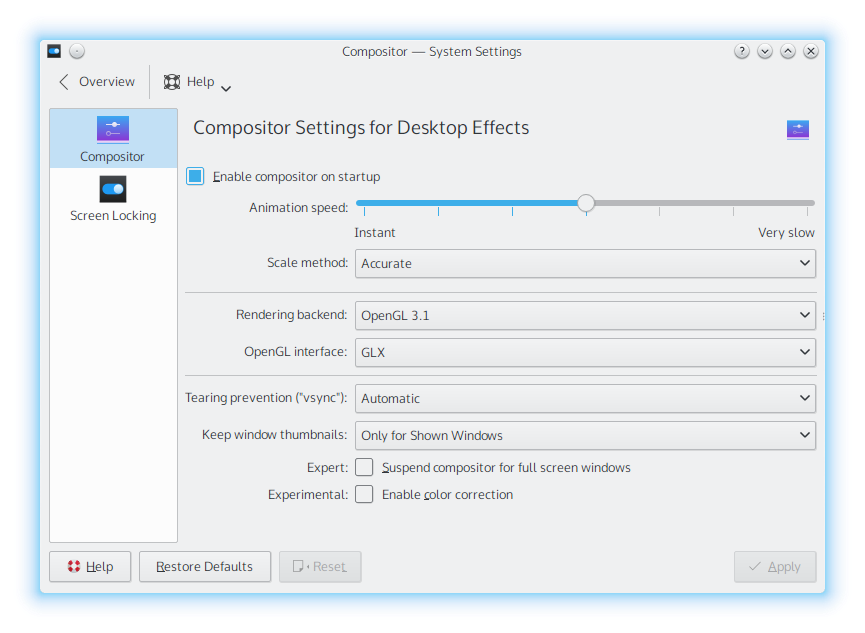 Compositor — System Settings
Overview
Help
Compositor
Screen Locking
Compositor Settings for Desktop Effects
Enable compositor on startup
Animation speed:
Instant Very slow
Scale method: Accurate
Rendering backend: OpenGL 3.1
OpenGL interface: GLX
Tearing prevention ("vsync"): Automatic
Keep window thumbnails: Only for Shown Windows
Expert: Suspend compositor for full screen windows
Experimental: Enable color correction
Help Restore Defaults Reset Apply